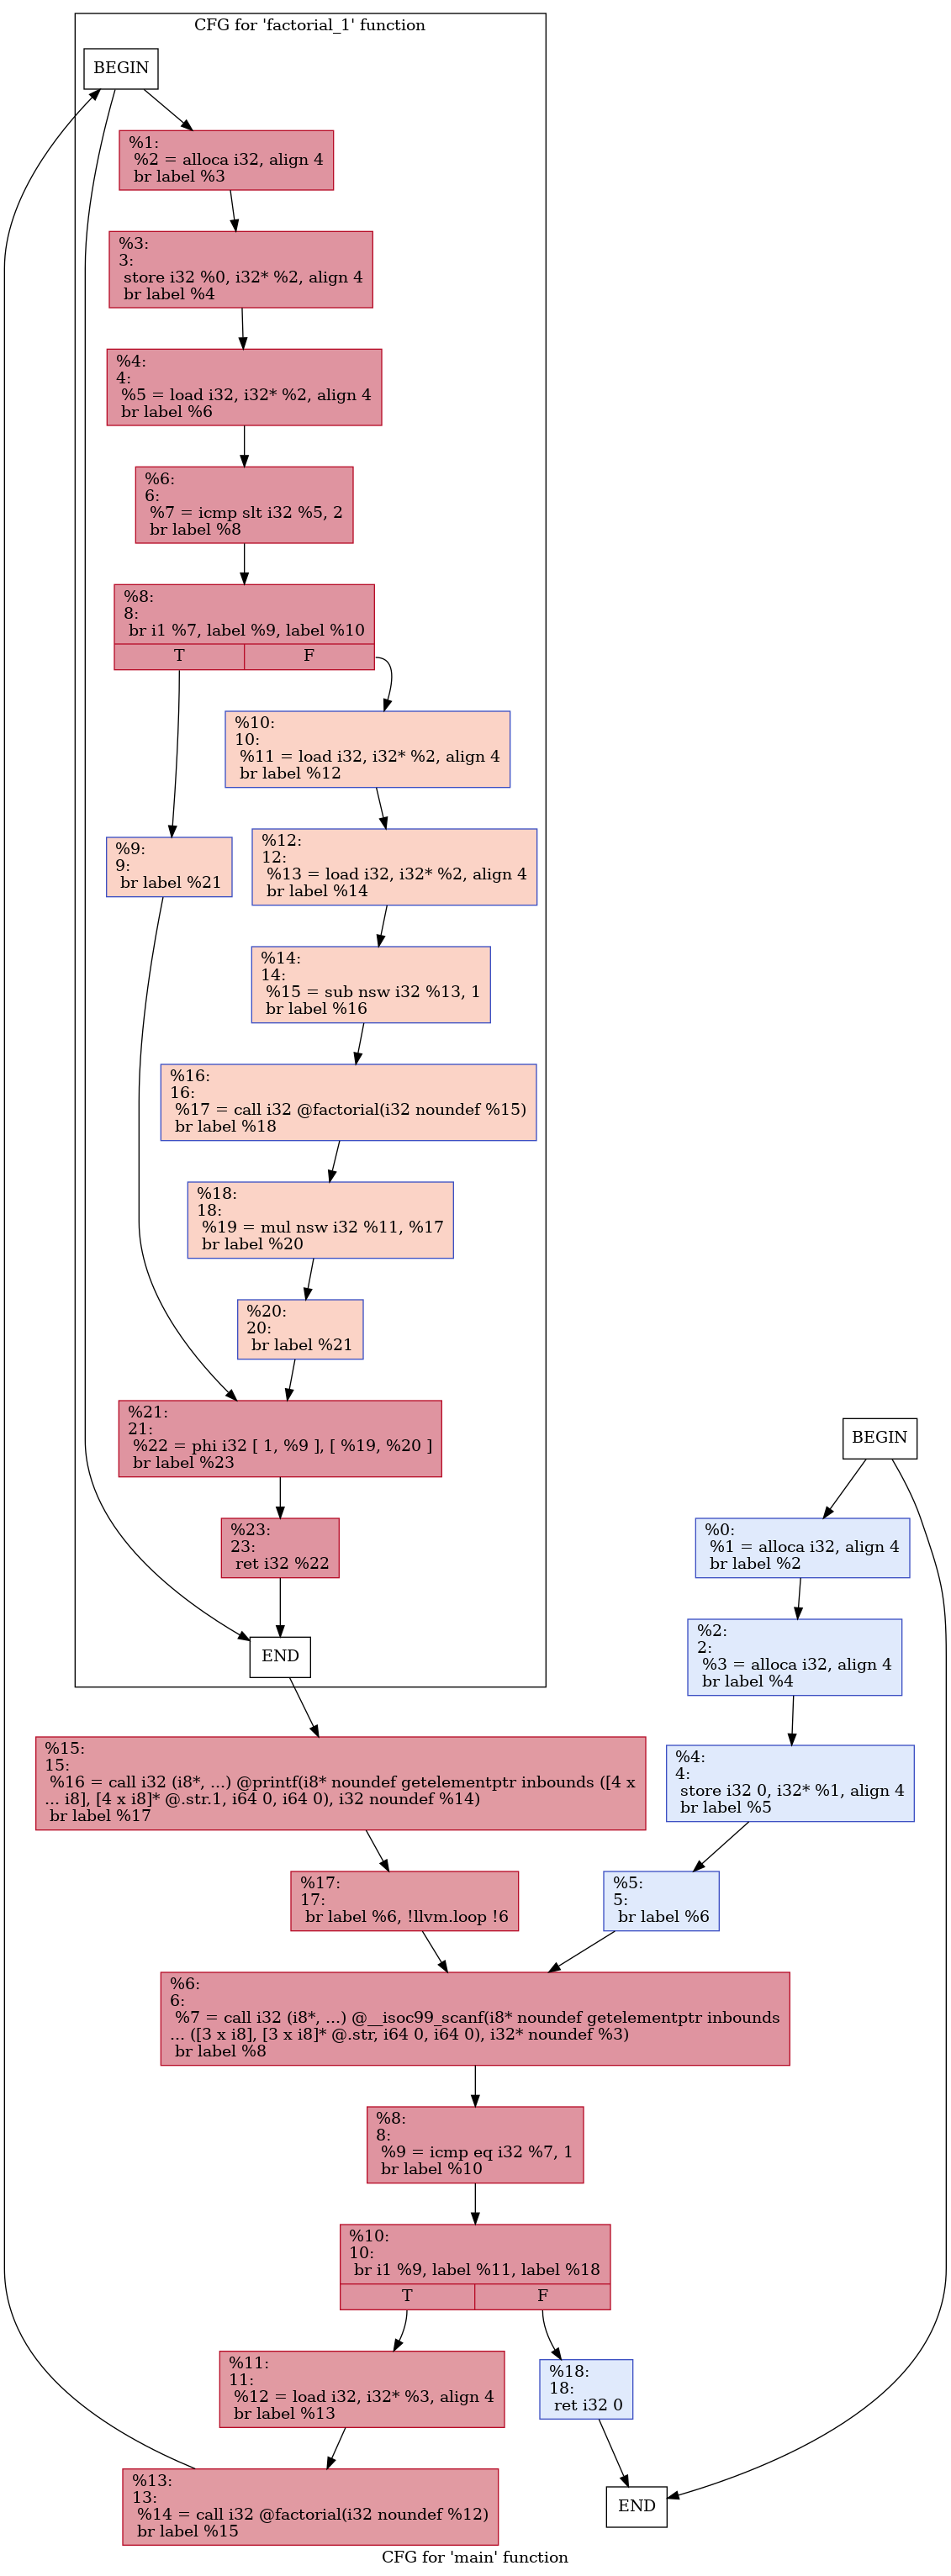 CFG for 'factorial_1' function
BEGIN
%1:
%2 = alloca i32, align 4
br label %3
%3:
3:
store i32 %0, i32* %2, align 4
br label %4
%4:
4:
%5 = load i32, i32* %2, align 4
br label %6
%6:
6:
%7 = icmp slt i32 %5, 2
br label %8
%8:
8:
br i1 %7, label %9, label %10
T F
%10:
10:
%11 = load i32, i32* %2, align 4
br label %12
%9:
9:
br label %21
%12:
12:
%13 = load i32, i32* %2, align 4
br label %14
%14:
14:
%15 = sub nsw i32 %13, 1
br label %16
%16:
16:
%17 = call i32 @factorial(i32 noundef %15)
br label %18
%18:
18:
%19 = mul nsw i32 %11, %17
br label %20
%20:
20:
br label %21
%21:
21:
%22 = phi i32 [ 1, %9 ], [ %19, %20 ]
br label %23
%23:
23:
ret i32 %22
END
BEGIN
%0:
%1 = alloca i32, align 4
br label %2
%2:
2:
%3 = alloca i32, align 4
br label %4
%4:
4:
store i32 0, i32* %1, align 4
br label %5
%5:
5:
br label %6
%15:
15:
%16 = call i32 (i8*, ...) @printf(i8* noundef getelementptr inbounds ([4 x
... i8], [4 x i8]* @.str.1, i64 0, i64 0), i32 noundef %14)
br label %17
%17:
17:
br label %6, !llvm.loop !6
%6:
6:
%7 = call i32 (i8*, ...) @__isoc99_scanf(i8* noundef getelementptr inbounds
... ([3 x i8], [3 x i8]* @.str, i64 0, i64 0), i32* noundef %3)
br label %8
%8:
8:
%9 = icmp eq i32 %7, 1
br label %10
%10:
10:
br i1 %9, label %11, label %18
T F
%11:
11:
%12 = load i32, i32* %3, align 4
br label %13
%18:
18:
ret i32 0
%13:
13:
%14 = call i32 @factorial(i32 noundef %12)
br label %15
END
CFG for 'main' function